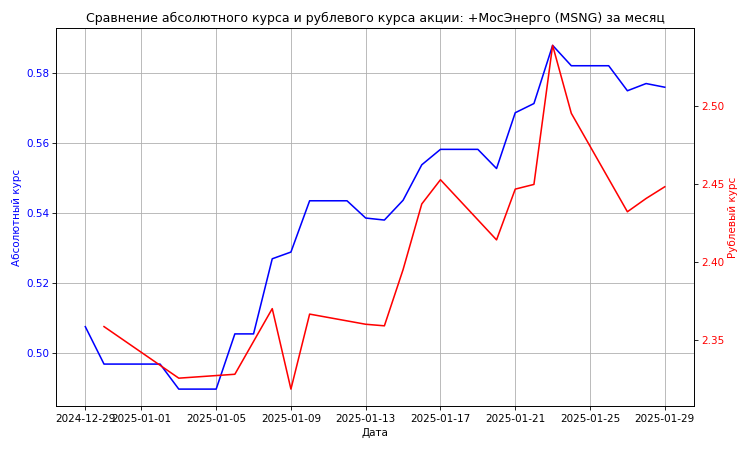 Сравнение абсолютного курса и рублевого курса акции: +МосЭнерго (MSNG) за месяц
Абсолютный курс
0.58
0.56
0.54
0.52
0.50
2.50
2.45
2.40
2.35
Рублевый курс
2024-12-29 2025-01-01 2025-01-05 2025-01-09 2025-01-13 2025-01-17 2025-01-21 2025-01-25 2025-01-29
Дата